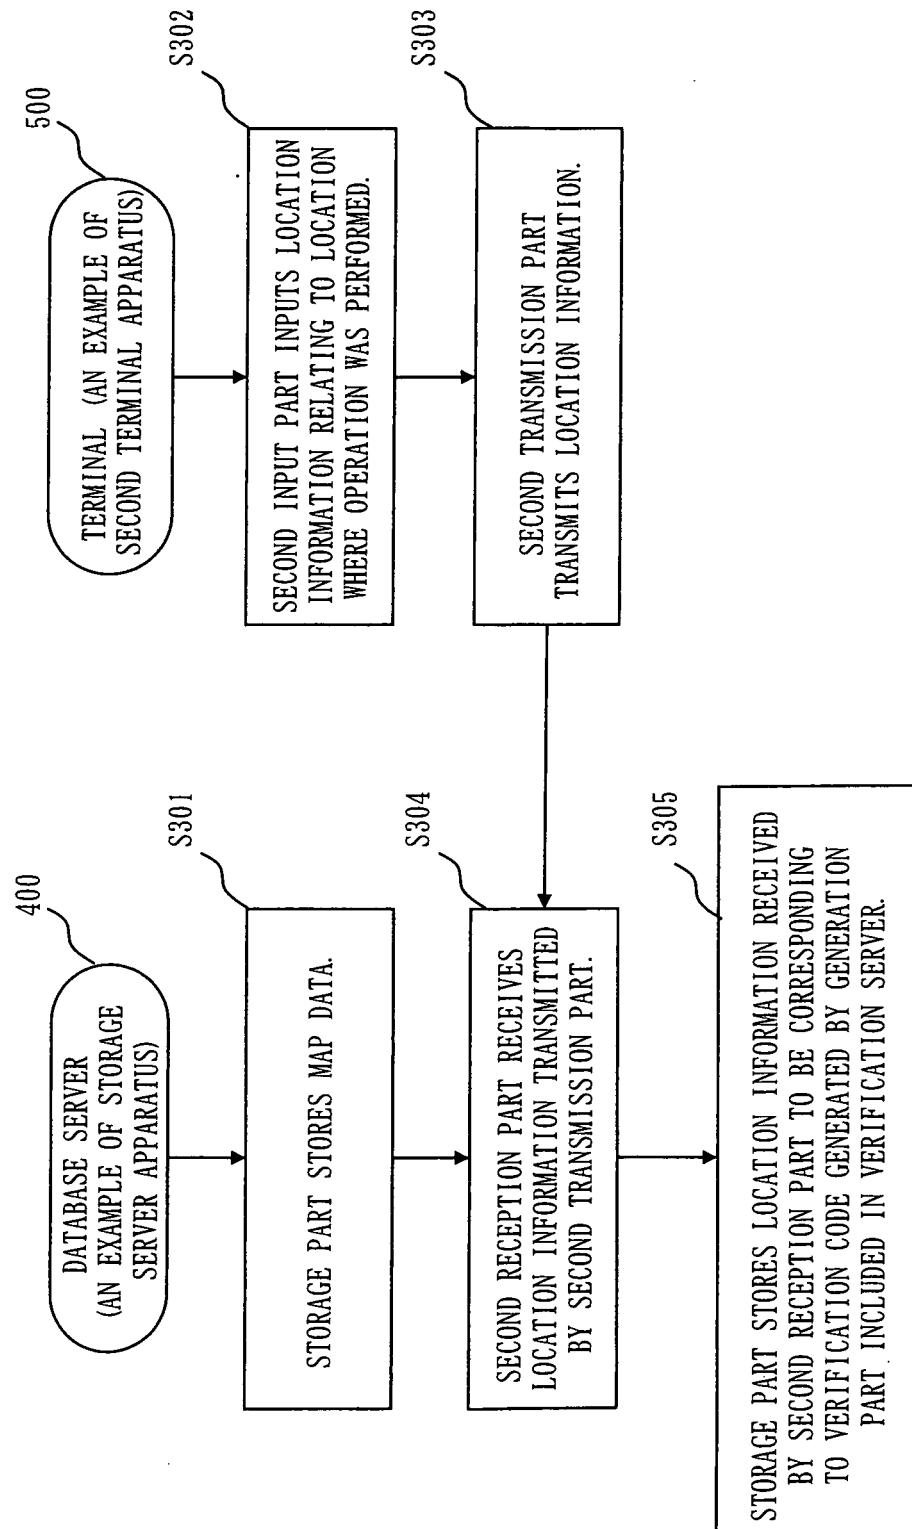 400
DATABASE SERVER
(AN EXAMPLE OF STORAGE
SERVER APPARATUS)
S301
STORAGE PART STORES MAP DATA.
S304
SECOND RECEPTION PART RECEIVES
LOCATION INFORMATION TRANSMITTED
BY SECOND TRANSMISSION PART.
S305
STORAGE PART STORES LOCATION INFORMATION RECEIVED
BY SECOND RECEPTION PART TO BE CORRESPONDING
TO VERIFICATION CODE GENERATED BY GENERATION
PART INCLUDED IN VERIFICATION SERVER.
500
TERMINAL (AN EXAMPLE OF
SECOND TERMINAL APPARATUS)
S302
SECOND INPUT PART INPUTS LOCATION
INFORMATION RELATING TO LOCATION
WHERE OPERATION WAS PERFORMED.
S303
SECOND TRANSMISSION PART
TRANSMITS LOCATION INFORMATION.